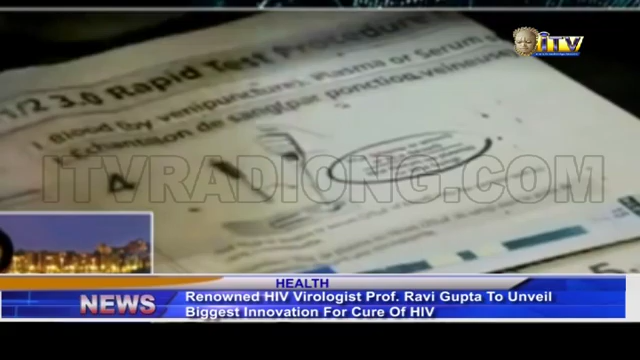 itv
1/2 3.0 Rapid Test Procedure
1. Blood (by venipuncture), Plasma or Serum
Echantillon de sang (par ponction veineuse
A
ITVRADIONG.COM
HEALTH
NEWS
Renowned HIV Virologist Prof. Ravi Gupta To Unveil
Biggest Innovation For Cure Of HIV